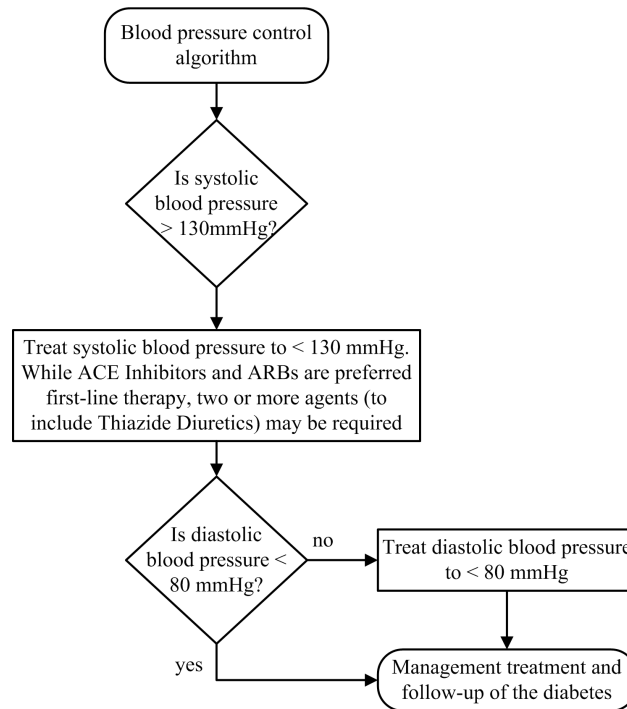 Blood pressure control
algorithm
Is systolic
blood pressure
> 130mmHg?
Treat systolic blood pressure to < 130 mmHg.
While ACE Inhibitors and ARBs are preferred
first-line therapy, two or more agents (to
include Thiazide Diuretics) may be required
Is diastolic
blood pressure <
80 mmHg?
no
Treat diastolic blood pressure
to < 80 mmHg
yes
Management treatment and
follow-up of the diabetes